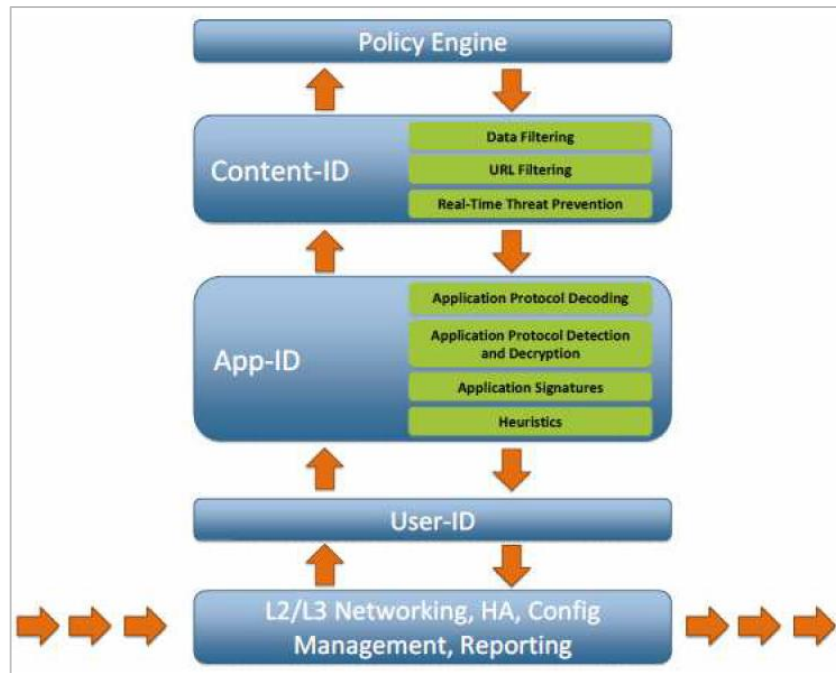 Policy Engine
Content-ID
Data Filtering
URL Filtering
Real-Time Threat Prevention
App-ID
Application Protocol Decoding
Application Protocol Detection
and Decryption
Application Signatures
Heuristics
User-ID
L2/L3 Networking, HA, Config
Management, Reporting